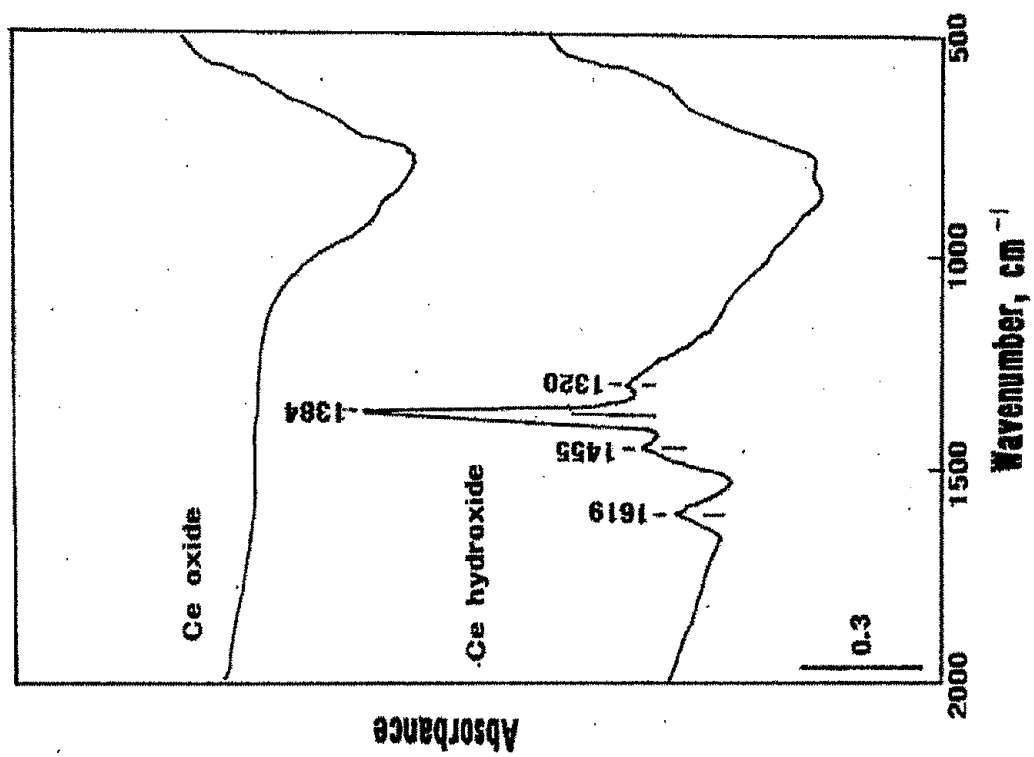 Ce oxide
Ce hydroxide
1619
1455
1384
1320
0.3
Absorbance
2000
1500
1000
500
Wavenumber, cm⁻¹